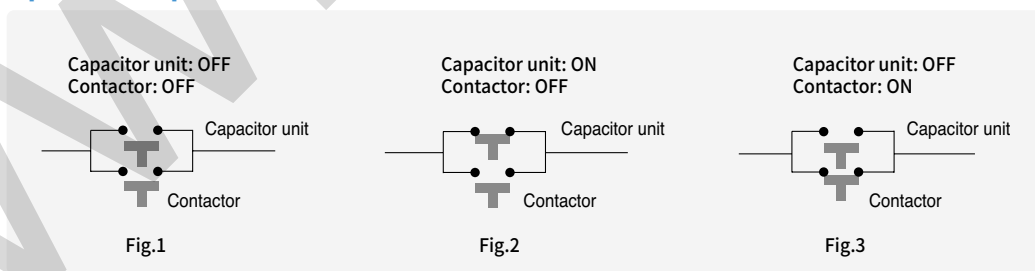 Capacitor unit: OFF
Contactor: OFF
Capacitor unit
Contactor
Fig.1
Capacitor unit: ON
Contactor: OFF
Capacitor unit
Contactor
Fig.2
Capacitor unit: OFF
Contactor: ON
Capacitor unit
Contactor
Fig.3